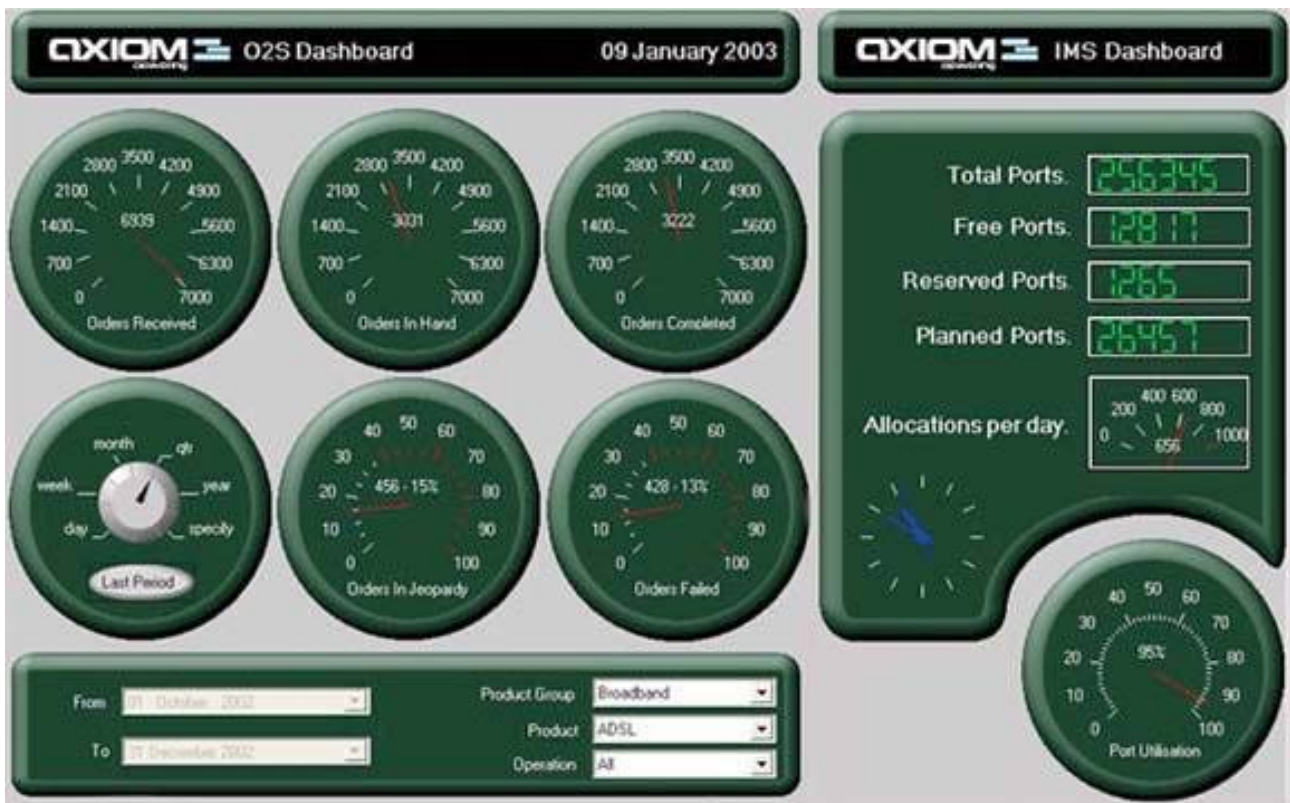 AXIOM O2S Dashboard 09 January 2003
AXIOM IMS Dashboard
0 700 1400 2100 2800 3500 4200 4900 5600 6300 7000
6939
Orders Received
0 700 1400 2100 2800 3500 4200 4900 5600 6300 7000
3031
Orders In Hand
0 700 1400 2100 2800 3500 4200 4900 5600 6300 7000
3222
Orders Completed
day week month qtr year specify
Last Period
0 10 20 30 40 50 60 70 80 90 100
456 - 15%
Orders In Jeopardy
0 10 20 30 40 50 60 70 80 90 100
428 - 13%
Orders Failed
From 01 October 2002
To 31 December 2002
Product Group Broadband
Product ADSL
Operation All
Total Ports. 256345
Free Ports. 12817
Reserved Ports. 1265
Planned Ports. 26457
Allocations per day. 0 200 400 600 800 1000
656
0 10 20 30 40 50 60 70 80 90 100
95%
Port Utilisation